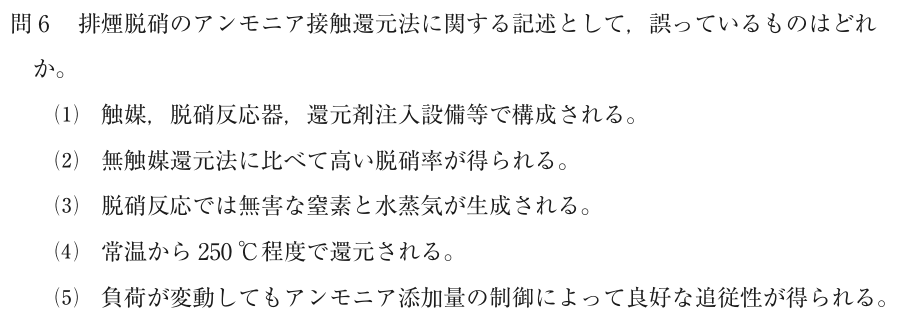 問6　排煙脱硝のアンモニア接触還元法に関する記述として，誤っているものはどれ
か。
⑴　触媒，脱硝反応器，還元剤注入設備等で構成される。
⑵　無触媒還元法に比べて高い脱硝率が得られる。
⑶　脱硝反応では無害な窒素と水蒸気が生成される。
⑷　常温から 250 ℃程度で還元される。
⑸　負荷が変動してもアンモニア添加量の制御によって良好な追従性が得られる。